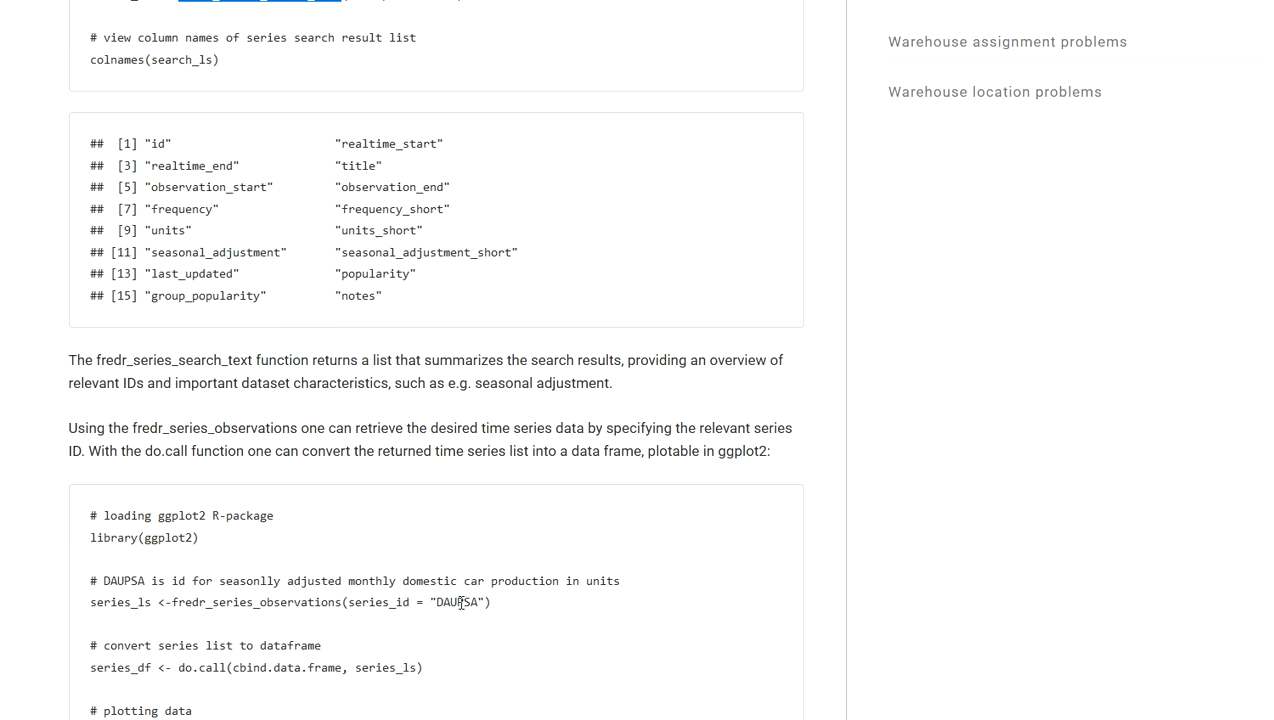 # view column names of series search result list
colnames(search_ls)
Warehouse assignment problems
Warehouse location problems
##  [1] "id"                        "realtime_start"
##  [3] "realtime_end"              "title"
##  [5] "observation_start"         "observation_end"
##  [7] "frequency"                 "frequency_short"
##  [9] "units"                     "units_short"
## [11] "seasonal_adjustment"       "seasonal_adjustment_short"
## [13] "last_updated"              "popularity"
## [15] "group_popularity"          "notes"
The fredr_series_search_text function returns a list that summarizes the search results, providing an overview of
relevant IDs and important dataset characteristics, such as e.g. seasonal adjustment.
Using the fredr_series_observations one can retrieve the desired time series data by specifying the relevant series
ID. With the do.call function one can convert the returned time series list into a data frame, plotable in ggplot2:
# loading ggplot2 R-package
library(ggplot2)
# DAUPSA is id for seasonlly adjusted monthly domestic car production in units
series_ls <-fredr_series_observations(series_id = "DAUPSA")
# convert series list to dataframe
series_df <- do.call(cbind.data.frame, series_ls)
# plotting data